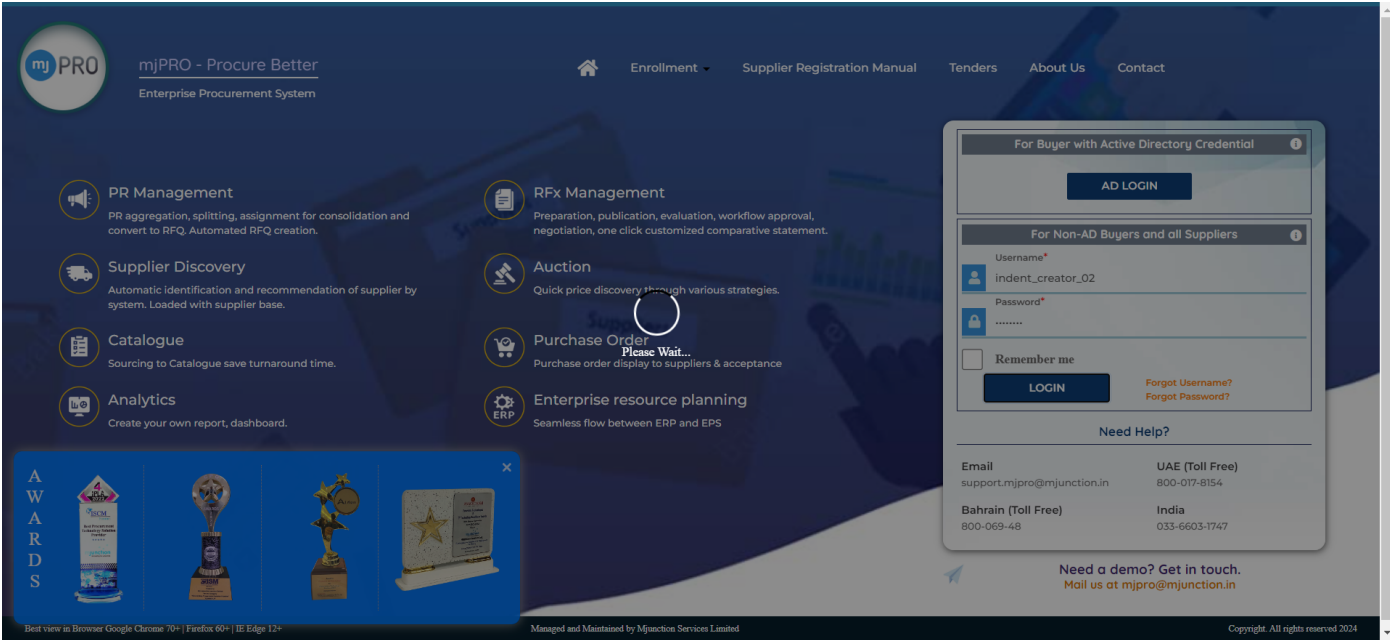 mj PRO
mjPRO - Procure Better
Enterprise Procurement System
Enrollment
Supplier Registration Manual
Tenders
About Us
Contact
PR Management
PR aggregation, splitting, assignment for consolidation and
convert to RFQ. Automated RFQ creation.
RFx Management
Preparation, publication, evaluation, workflow approval,
negotiation, one click customized comparative statement.
Supplier Discovery
Automatic identification and recommendation of supplier by
system. Loaded with supplier base.
Auction
Quick price discovery through various strategies.
Catalogue
Sourcing to Catalogue save turnaround time.
Purchase Order
Purchase order display to suppliers & acceptance
Please Wait...
Analytics
Create your own report, dashboard.
ERP
Enterprise resource planning
Seamless flow between ERP and EPS
For Buyer with Active Directory Credential
AD LOGIN
For Non-AD Buyers and all Suppliers
Username*
indent_creator_02
Password*
........
Remember me
LOGIN
Forgot Username?
Forgot Password?
Need Help?
Email
support.mjpro@mjunction.in
UAE (Toll Free)
800-017-8154
Bahrain (Toll Free)
800-069-48
India
033-6603-1747
Need a demo? Get in touch.
Mail us at mjpro@mjunction.in
A
W
A
R
D
S
Best view in Browser Google Chrome 70+ | Firefox 60+ | IE Edge 12+
Managed and Maintained by Mjunction Services Limited
Copyright. All rights reserved 2024